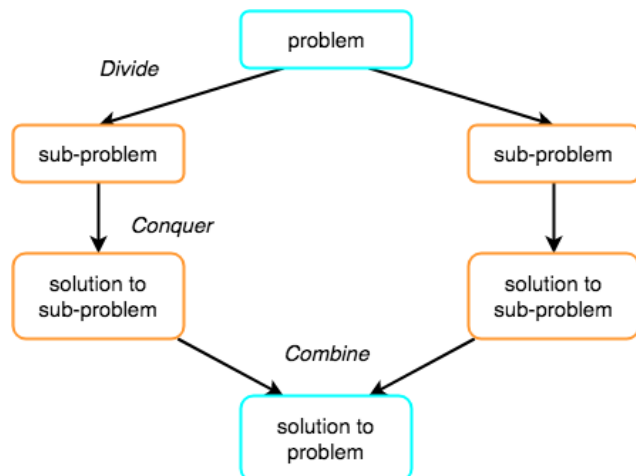 problem
Divide
sub-problem
sub-problem
Conquer
solution to
sub-problem
solution to
sub-problem
Combine
solution to
problem